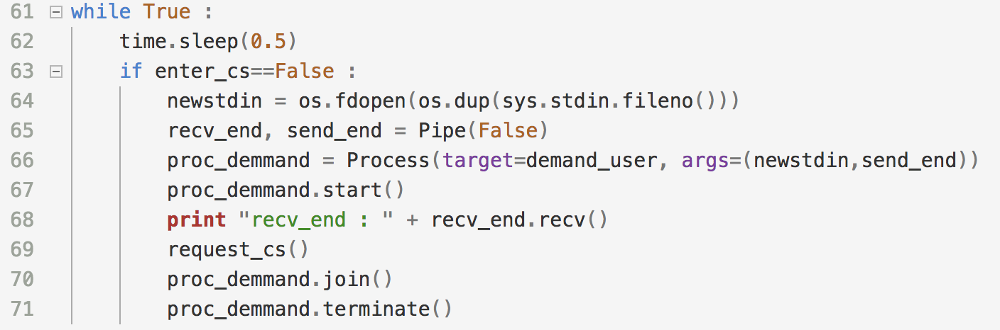 61 while True :
62 time.sleep(0.5)
63 if enter_cs==False :
64 newstdin = os.fdopen(os.dup(sys.stdin.fileno()))
65 recv_end, send_end = Pipe(False)
66 proc_demmand = Process(target=demand_user, args=(newstdin,send_end))
67 proc_demmand.start()
68 print "recv_end : " + recv_end.recv()
69 request_cs()
70 proc_demmand.join()
71 proc_demmand.terminate()